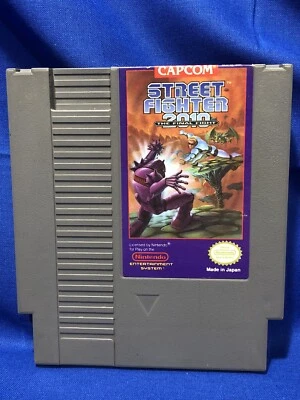 CAPCOM
STREET
FIGHTER
2010
THE FINAL FIGHT
Licensed by Nintendo®
for Play on the
Nintendo
ENTERTAINMENT
SYSTEM™
Made in Japan